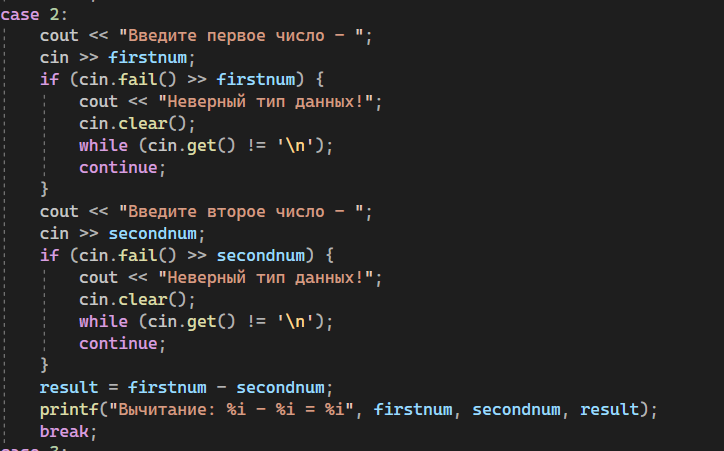 case 2:
cout << "Введите первое число - ";
cin >> firstnum;
if (cin.fail() >> firstnum) {
cout << "Неверный тип данных!";
cin.clear();
while (cin.get() != '\n');
continue;
}
cout << "Введите второе число - ";
cin >> secondnum;
if (cin.fail() >> secondnum) {
cout << "Неверный тип данных!";
cin.clear();
while (cin.get() != '\n');
continue;
}
result = firstnum - secondnum;
printf("Вычитание: %i - %i = %i", firstnum, secondnum, result);
break;